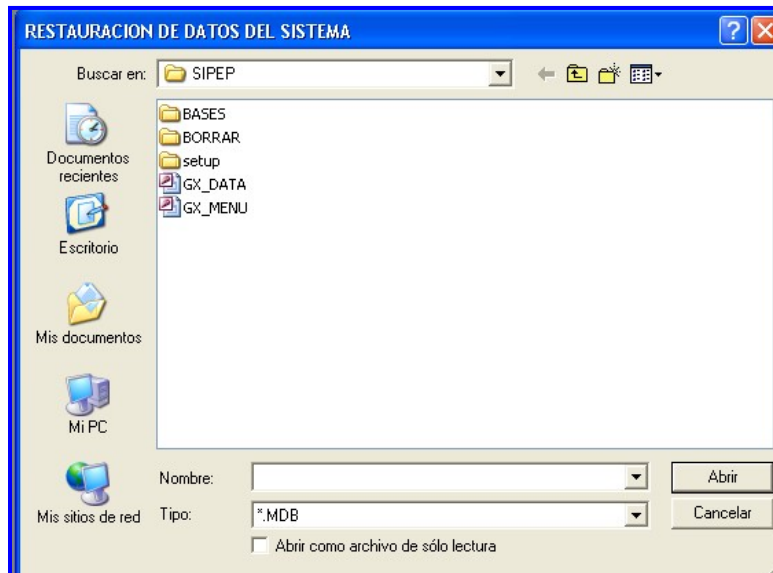 RESTAURACION DE DATOS DEL SISTEMA
Buscar en:
SIPEP
Documentos
recientes
Escritorio
Mis documentos
Mi PC
Mis sitios de red
BASES
BORRAR
setup
GX_DATA
GX_MENU
Nombre:
Abrir
Tipo:
*.MDB
Cancelar
Abrir como archivo de sólo lectura